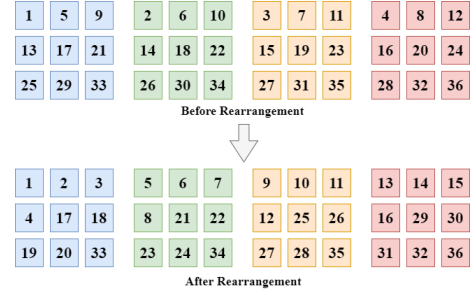 1 5 9 2 6 10 3 7 11 4 8 12
13 17 21 14 18 22 15 19 23 16 20 24
25 29 33 26 30 34 27 31 35 28 32 36
Before Rearrangement
1 2 3 5 6 7 9 10 11 13 14 15
4 17 18 8 21 22 12 25 26 16 29 30
19 20 33 23 24 34 27 28 35 31 32 36
After Rearrangement